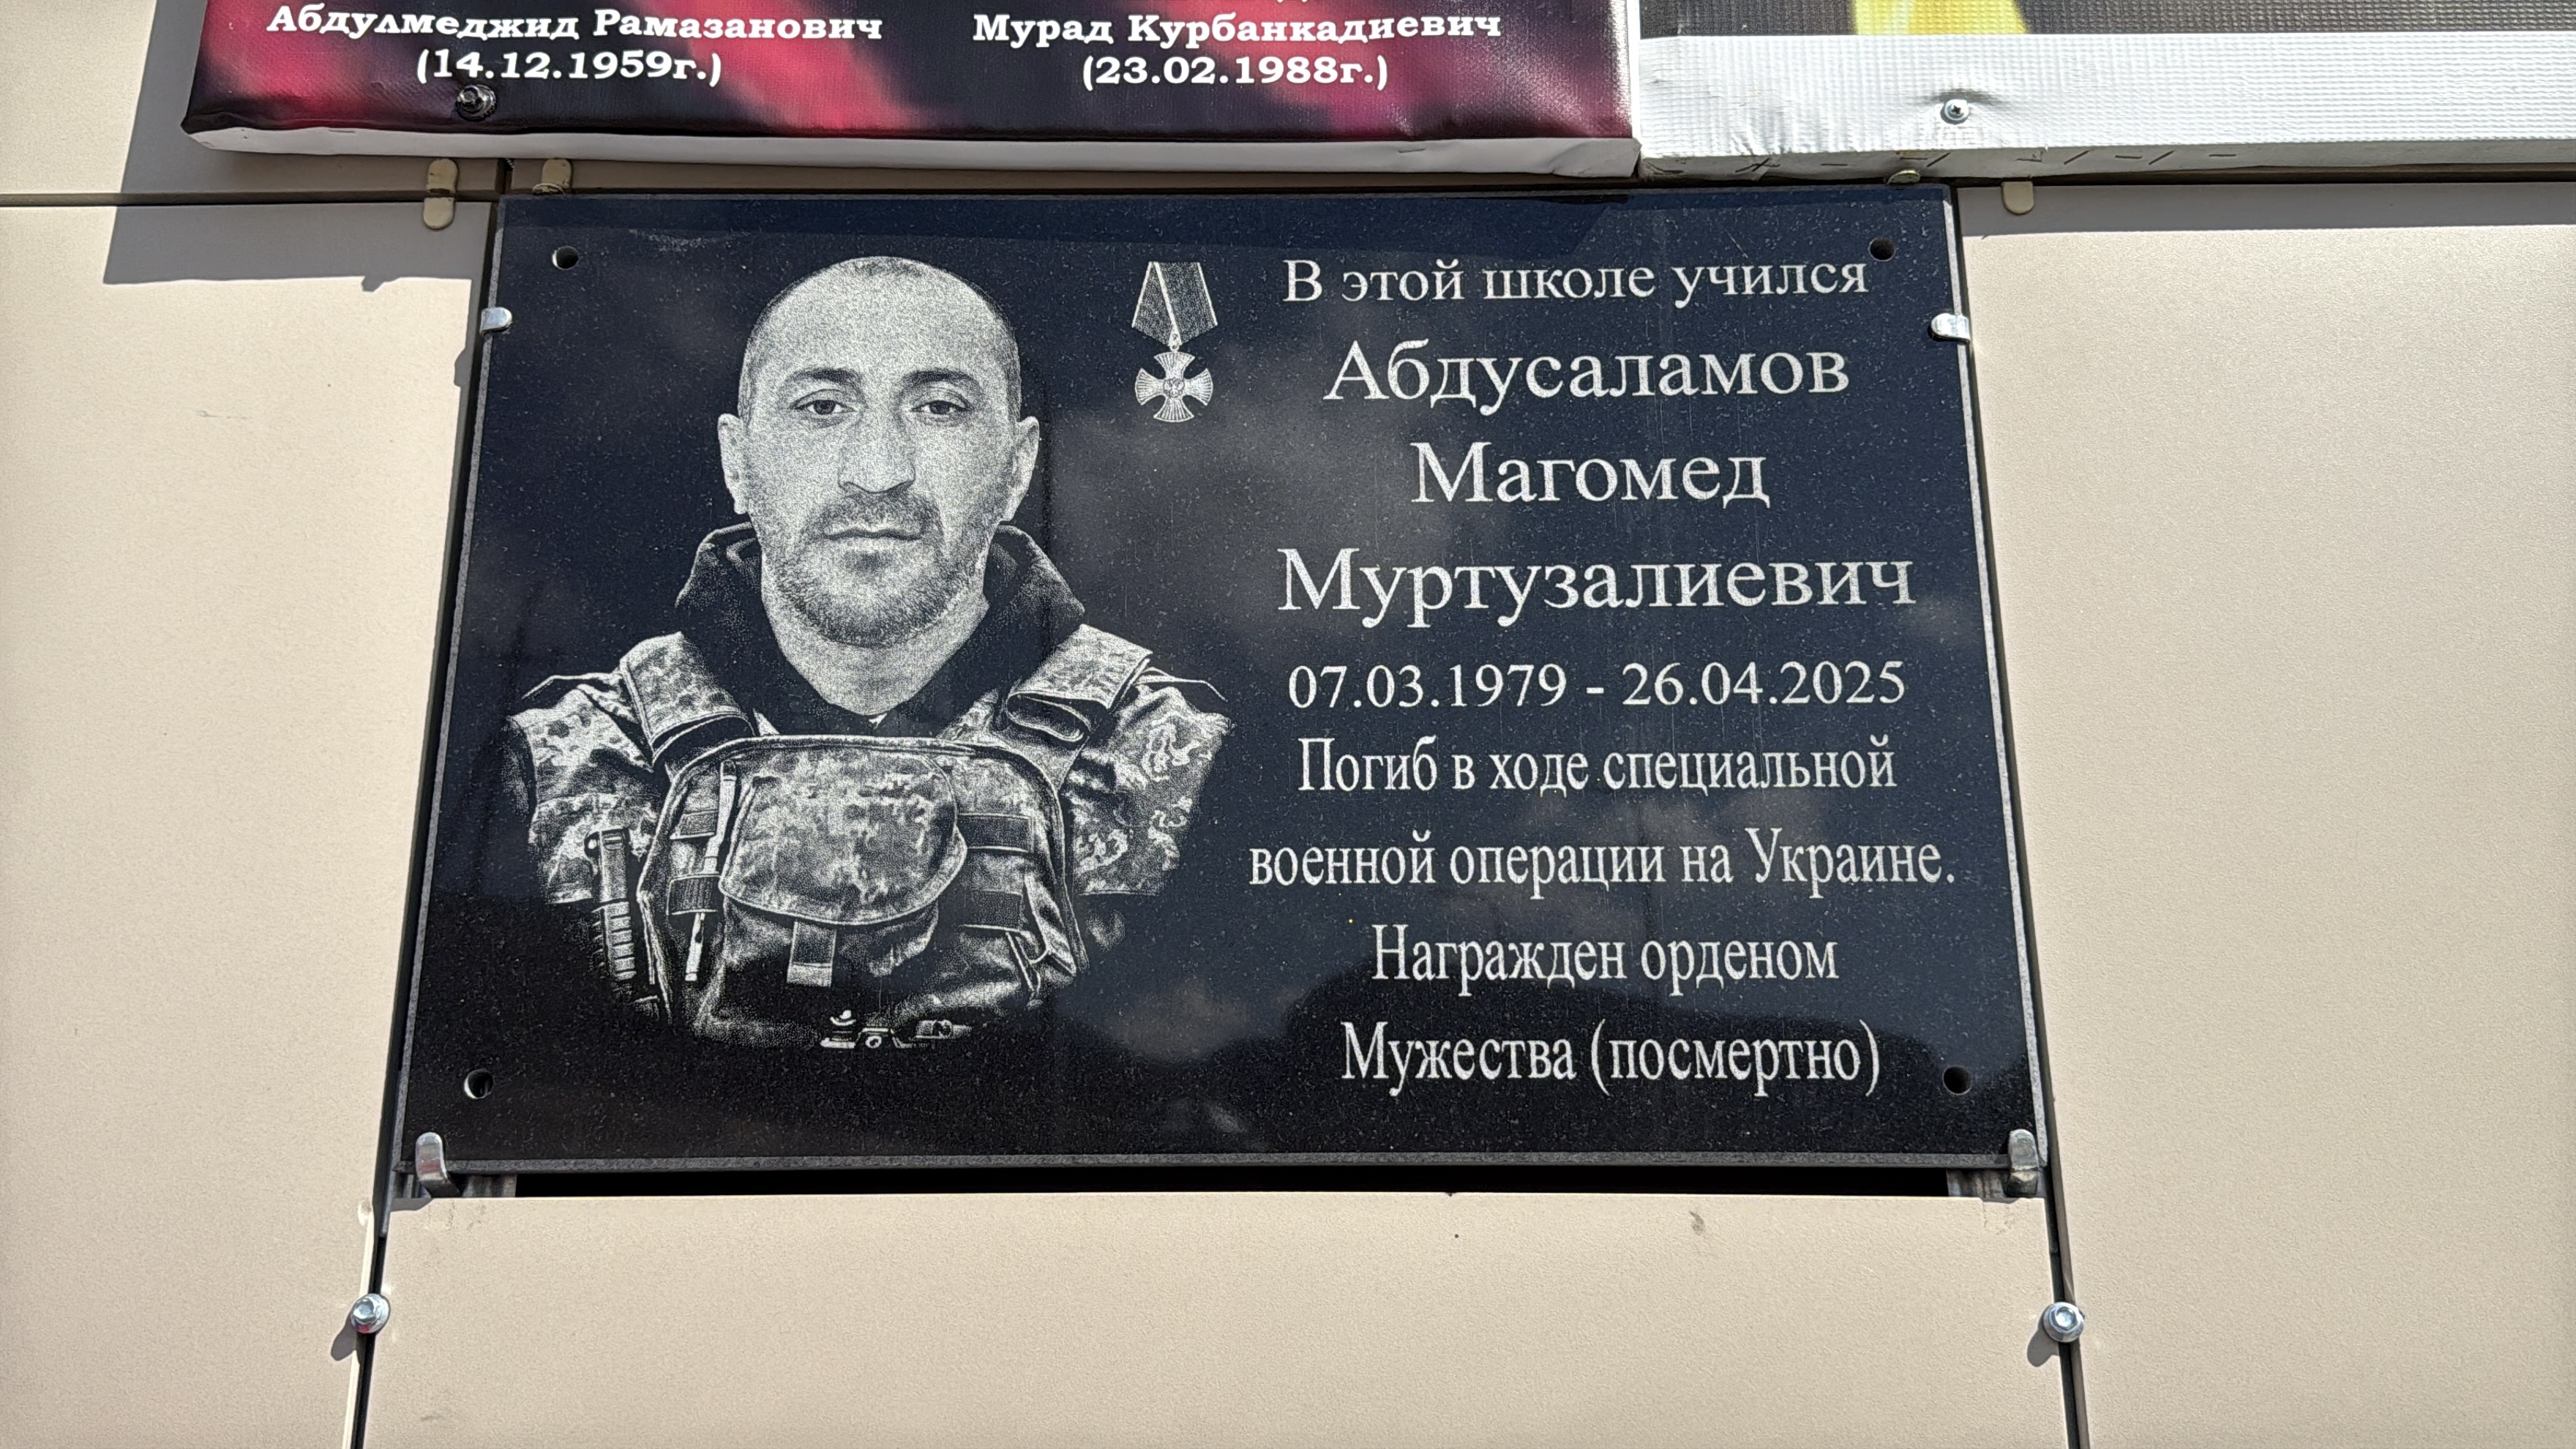 Абдулмеджид Рамазанович
(14.12.1959г.)
Мурад Курбанкадиевич
(23.02.1988г.)
В этой школе учился
Абдусаламов
Магомед
Муртузалиевич
07.03.1979 - 26.04.2025
Погиб в ходе специальной
военной операции на Украине.
Награжден орденом
Мужества (посмертно)